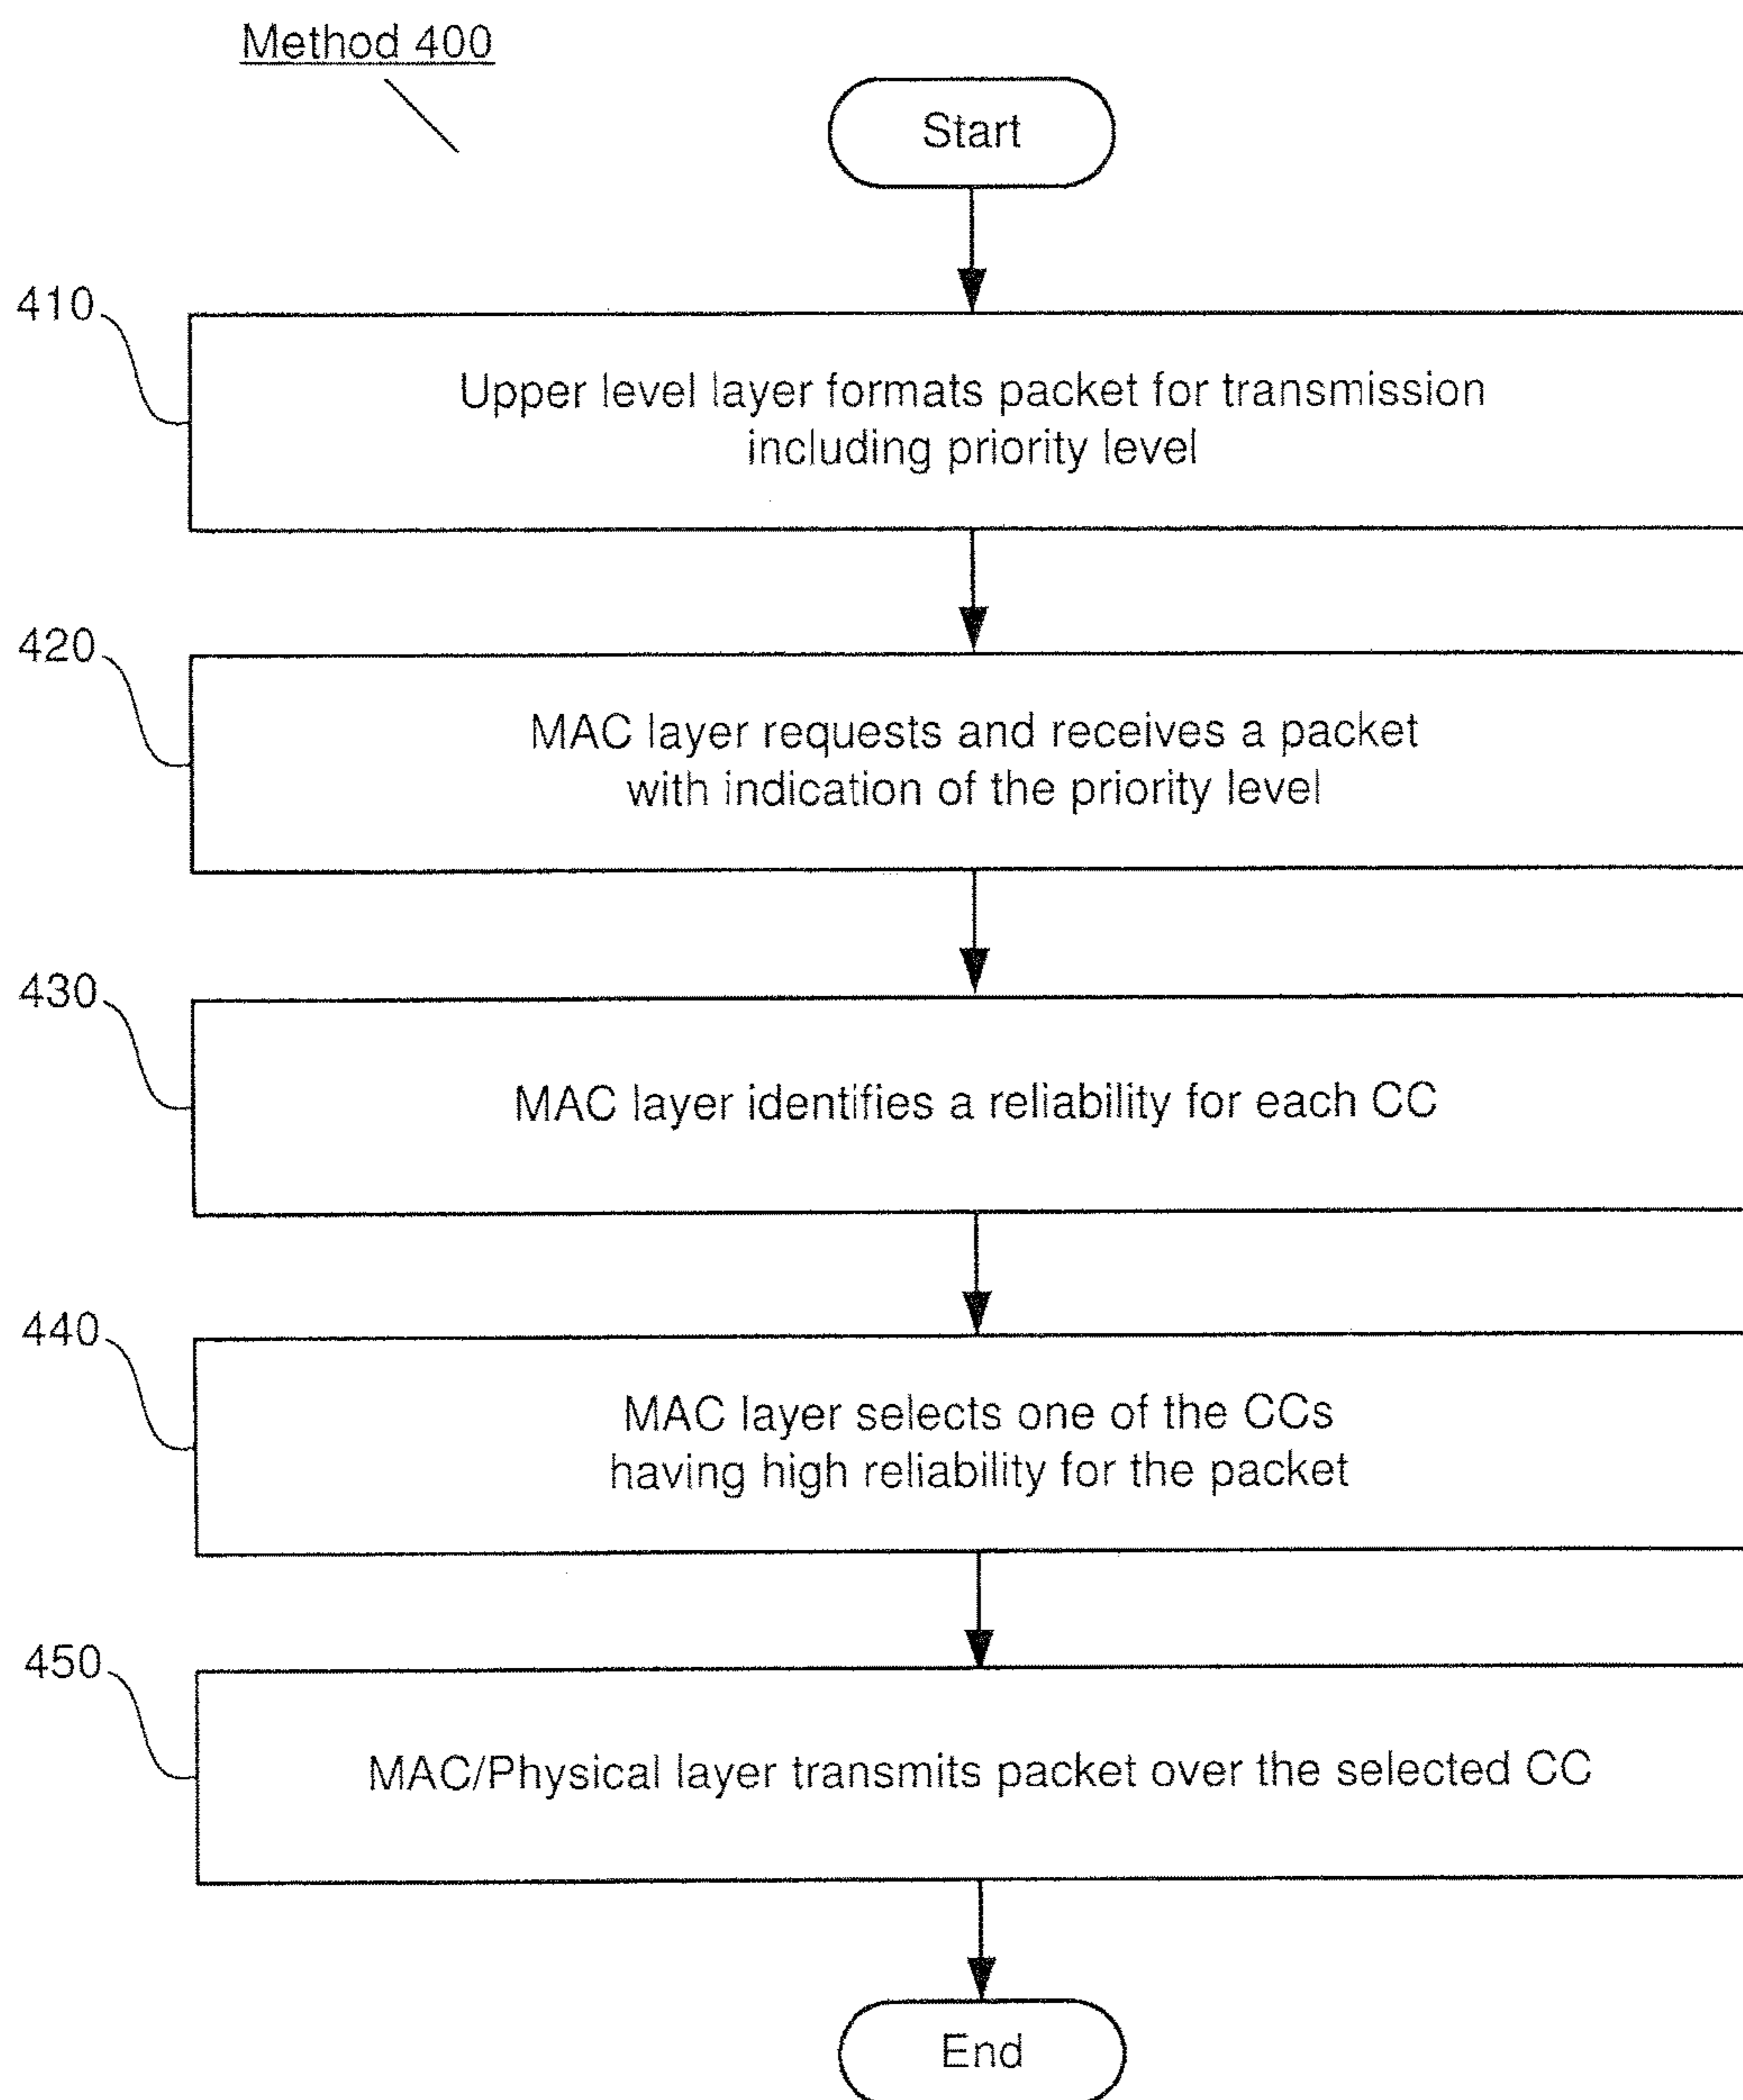 Method 400
Start
410
Upper level layer formats packet for transmission
including priority level
420
MAC layer requests and receives a packet
with indication of the priority level
430
MAC layer identifies a reliability for each CC
440
MAC layer selects one of the CCs
having high reliability for the packet
450
MAC/Physical layer transmits packet over the selected CC
End